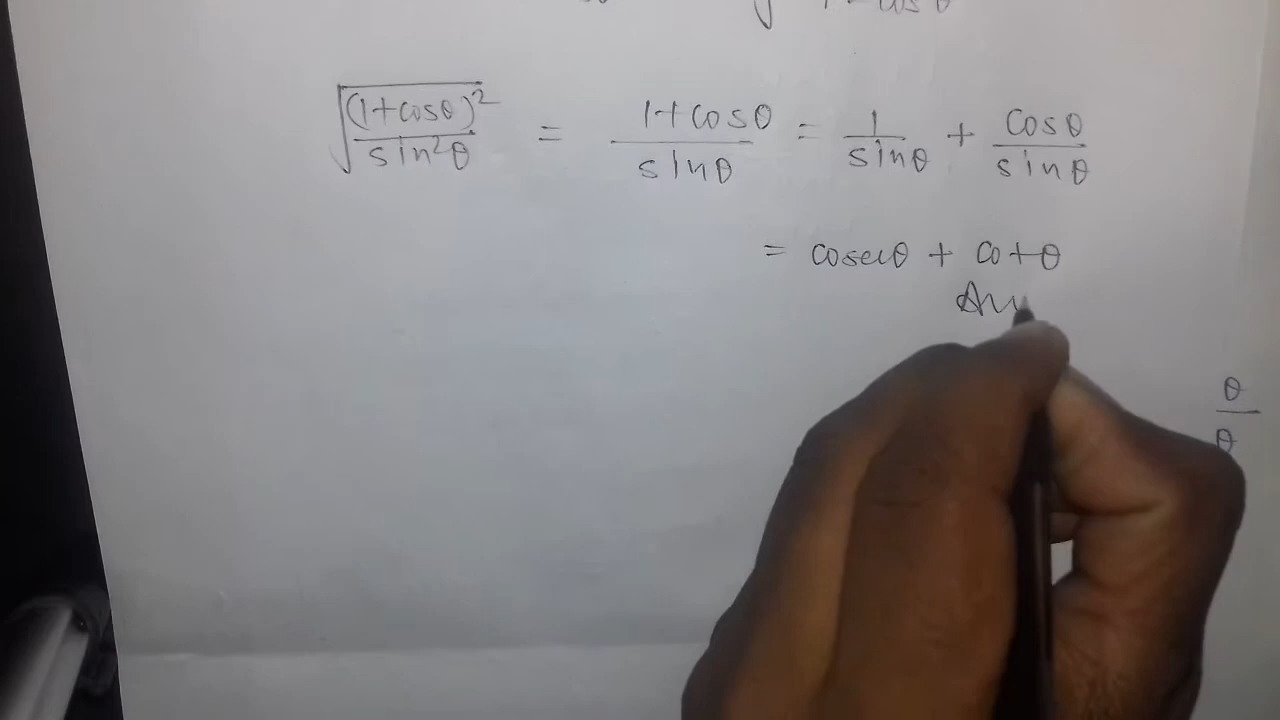 √((1+cosθ)²/sin²θ) = (1+cosθ)/sinθ = 1/sinθ + cosθ/sinθ
= cosecθ + cotθ
θ/θ